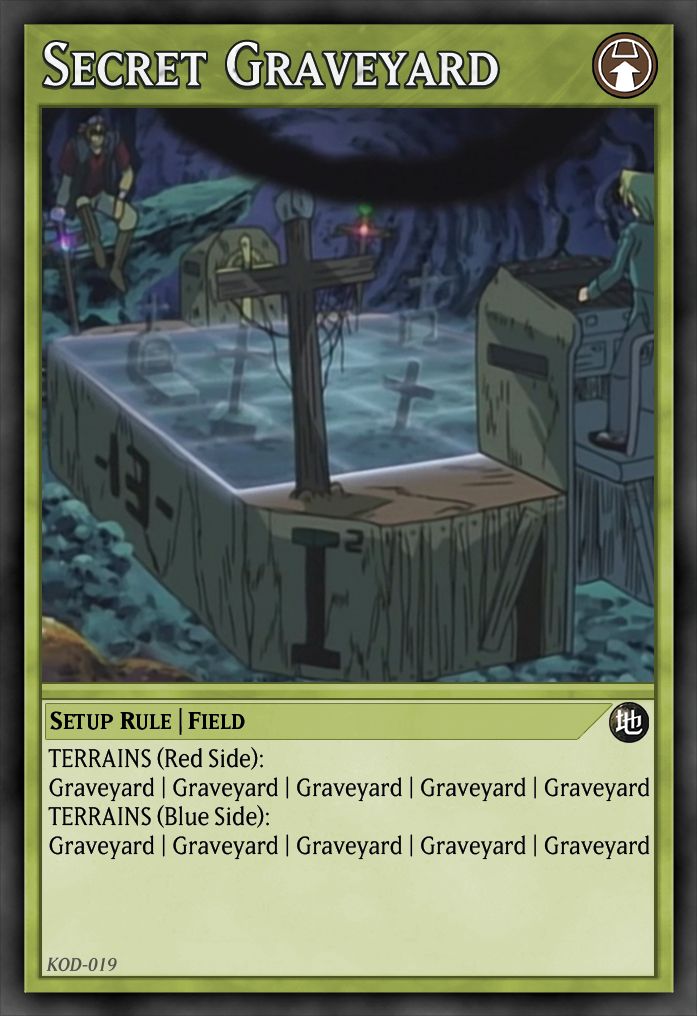 Secret Graveyard
-13-
I²
Setup Rule | Field
TERRAINS (Red Side):
Graveyard | Graveyard | Graveyard | Graveyard | Graveyard
TERRAINS (Blue Side):
Graveyard | Graveyard | Graveyard | Graveyard | Graveyard
KOD-019